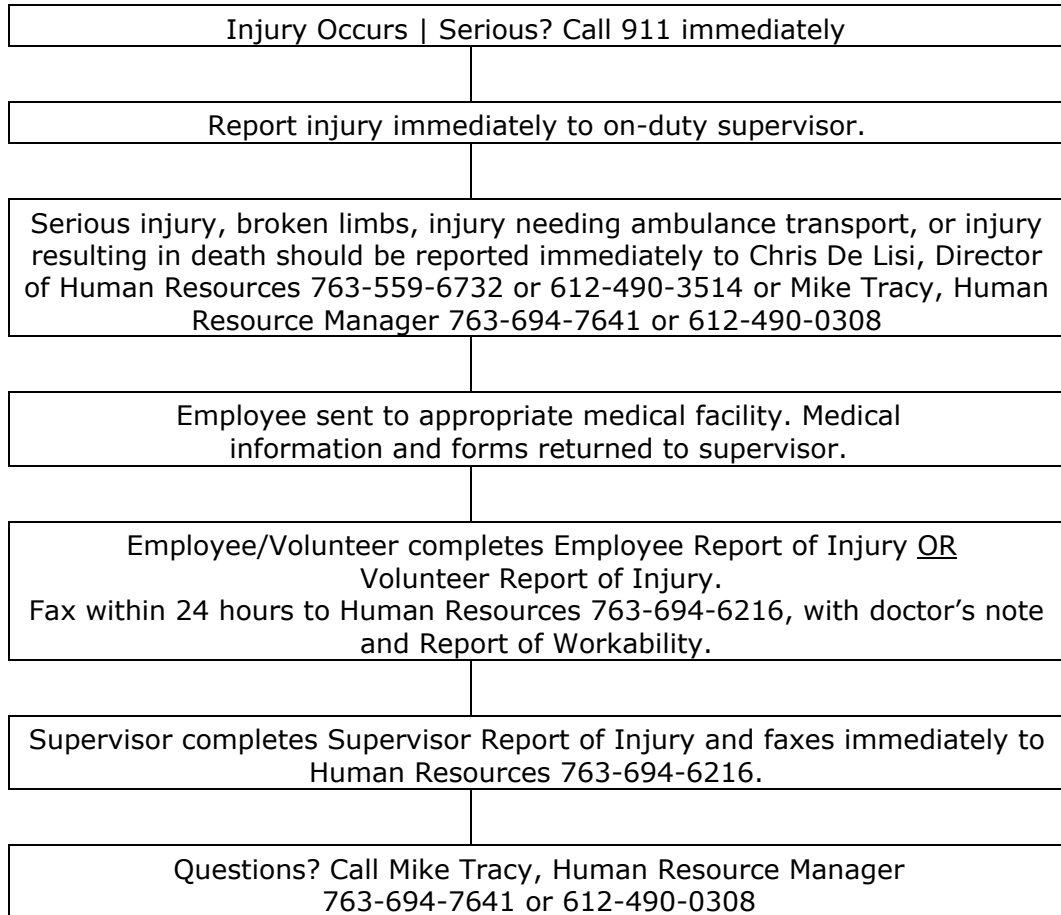 Injury Occurs | Serious? Call 911 immediately
Report injury immediately to on-duty supervisor.
Serious injury, broken limbs, injury needing ambulance transport, or injury
resulting in death should be reported immediately to Chris De Lisi, Director
of Human Resources 763-559-6732 or 612-490-3514 or Mike Tracy, Human
Resource Manager 763-694-7641 or 612-490-0308
Employee sent to appropriate medical facility. Medical
information and forms returned to supervisor.
Employee/Volunteer completes Employee Report of Injury OR
Volunteer Report of Injury.
Fax within 24 hours to Human Resources 763-694-6216, with doctor’s note
and Report of Workability.
Supervisor completes Supervisor Report of Injury and faxes immediately to
Human Resources 763-694-6216.
Questions? Call Mike Tracy, Human Resource Manager
763-694-7641 or 612-490-0308